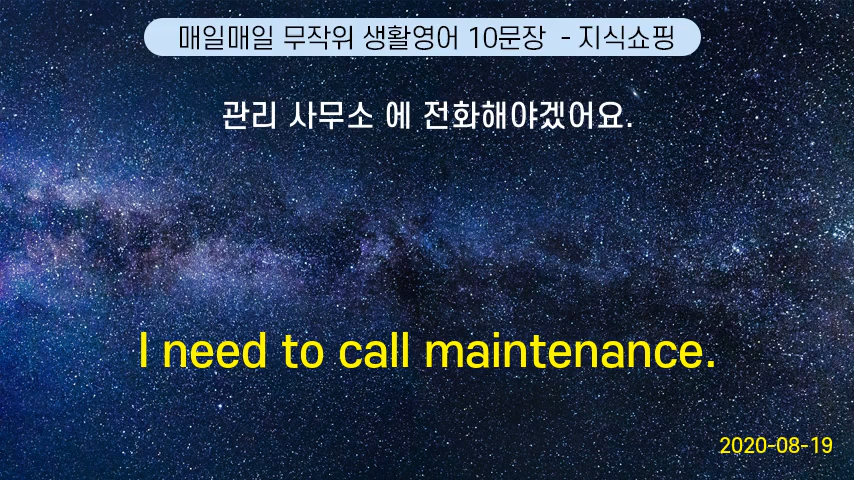 매일매일 무작위 생활영어 10문장 - 지식쇼핑
관리 사무소 에 전화해야겠어요.
I need to call maintenance.
2020-08-19